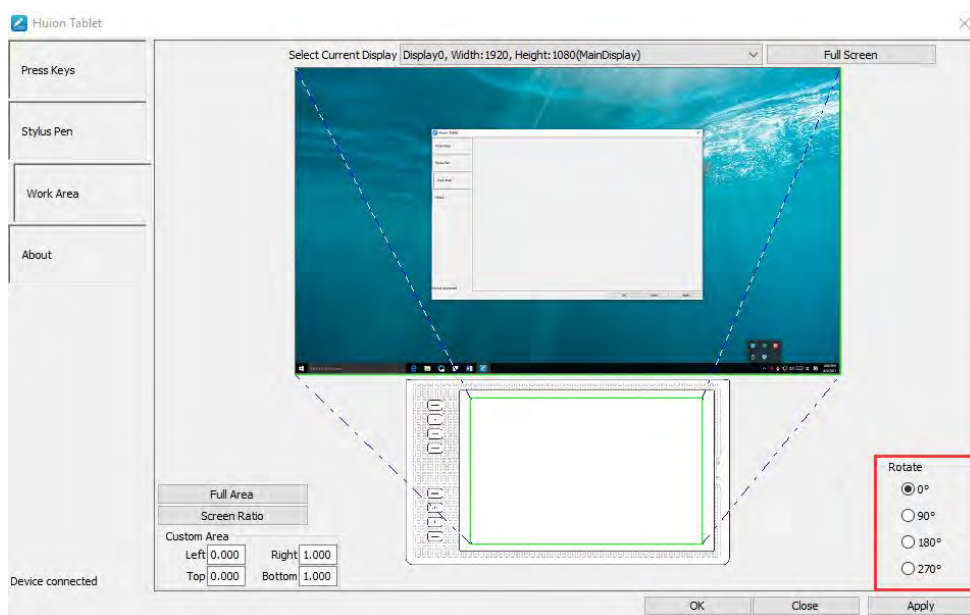 Huion Tablet
Press Keys
Stylus Pen
Work Area
About
Device connected
Select Current Display Display0, Width:1920, Height:1080(MainDisplay) Full Screen
Huion Tablet
Full Area
Screen Ratio
Custom Area
Left 0.000 Right 1.000
Top 0.000 Bottom 1.000
Rotate
0°
90°
180°
270°
OK Close Apply